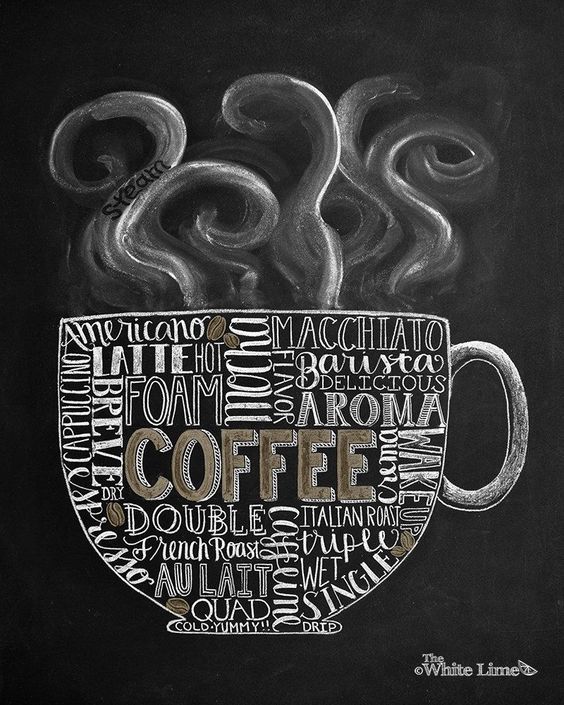 steam
Americano
MACCHIATO
CAPPUCCINO
LATTE
HOT
mocha
FLAVOR
Barista
DELICIOUS
BREVE
FOAM
AROMA
COFFEE
crema
WAKE UP
DRY
Espresso
DOUBLE
caffeine
ITALIAN ROAST
French Roast
triple
AU LAIT
WET
SINGLE
QUAD
COLD·YUMMY!!
DRIP
The
©White Lime